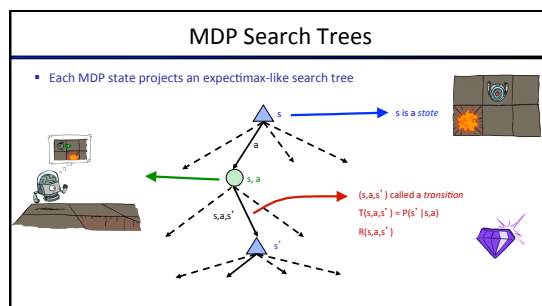 MDP Search Trees
Each MDP state projects an expectimax-like search tree
s
s is a state
a
s, a
(s,a,s’) called a transition
s,a,s’
T(s,a,s’) = P(s’|s,a)
R(s,a,s’)
s’